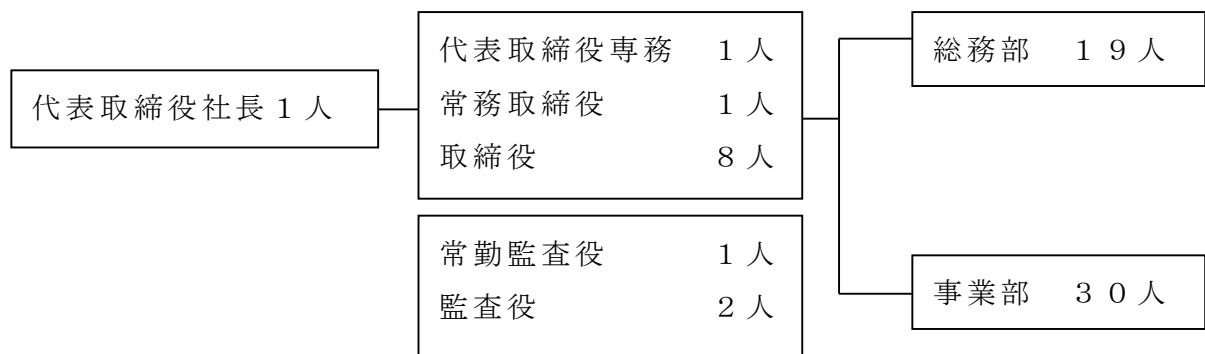 代表取締役社長１人
代表取締役専務　１人
常務取締役　１人
取締役　８人
常勤監査役　１人
監査役　２人
総務部　１９人
事業部　３０人